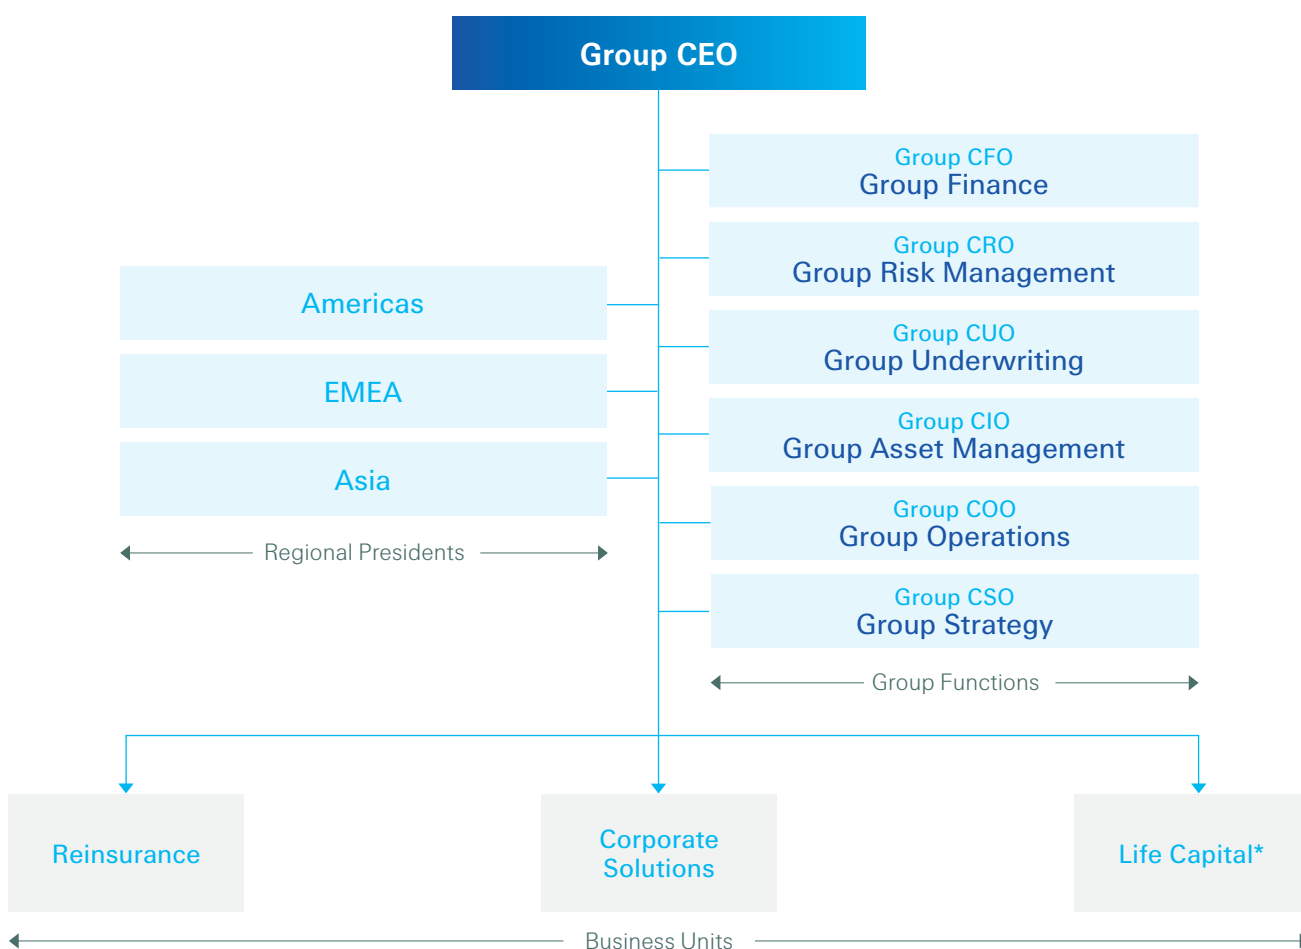 Group CEO
Group CFO
Group Finance
Group CRO
Group Risk Management
Americas
Group CUO
Group Underwriting
EMEA
Group CIO
Group Asset Management
Asia
Group COO
Group Operations
Regional Presidents
Group CSO
Group Strategy
Group Functions
Reinsurance
Corporate
Solutions
Life Capital*
Business Units